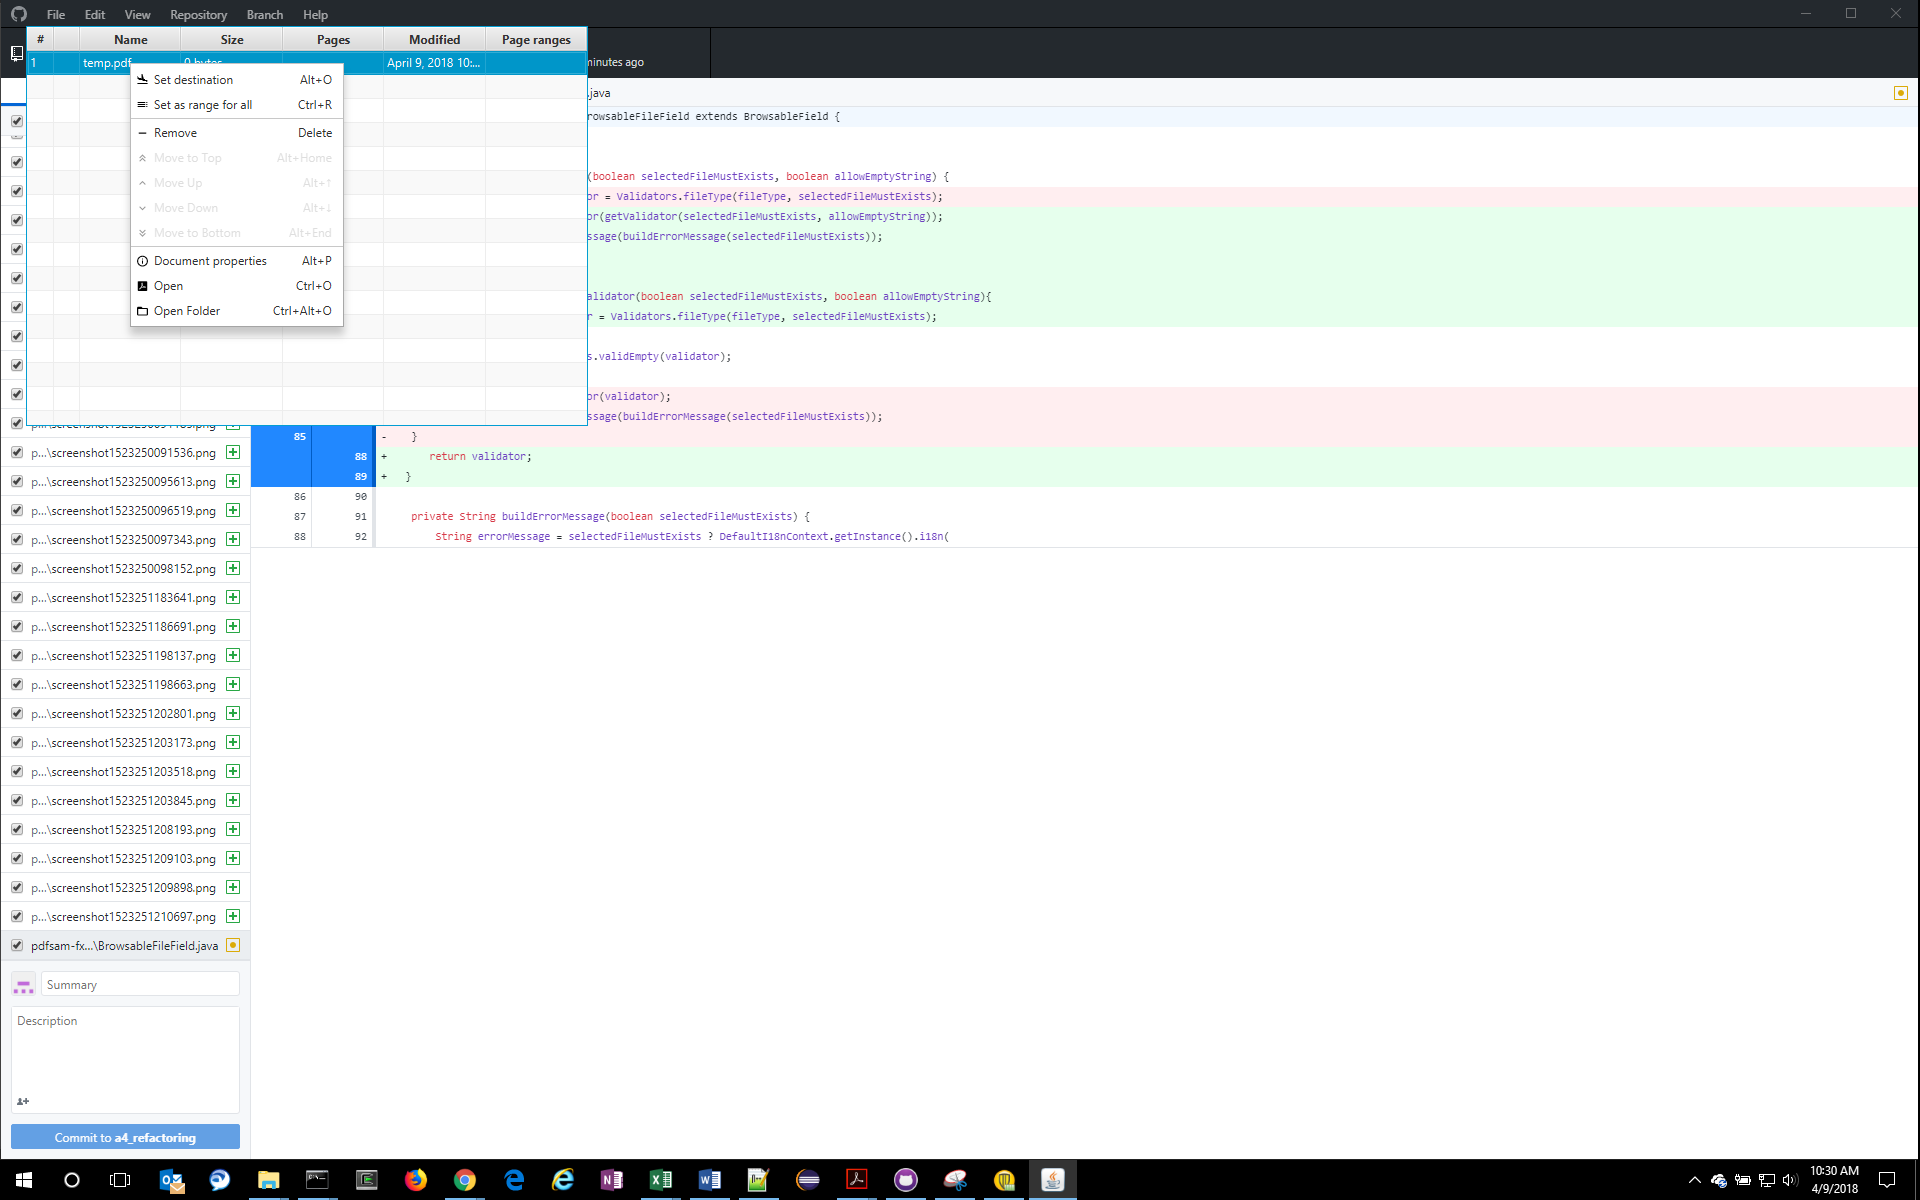 File Edit View Repository Branch Help
# Name Size Pages Modified Page ranges
1 temp.pdf 0 bytes April 9, 2018 10:...
minutes ago
Set destination Alt+O
Set as range for all Ctrl+R
Remove Delete
Move to Top Alt+Home
Move Up Alt+↑
Move Down Alt+↓
Move to Bottom Alt+End
Document properties Alt+P
Open Ctrl+O
Open Folder Ctrl+Alt+O
.java
rowsableFileField extends BrowsableField {
(boolean selectedFileMustExists, boolean allowEmptyString) {
or = Validators.fileType(fileType, selectedFileMustExists);
or(getValidator(selectedFileMustExists, allowEmptyString));
ssage(buildErrorMessage(selectedFileMustExists));
alidator(boolean selectedFileMustExists, boolean allowEmptyString){
r = Validators.fileType(fileType, selectedFileMustExists);
s.validEmpty(validator);
or(validator);
ssage(buildErrorMessage(selectedFileMustExists));
85 - }
88 + return validator;
89 + }
86 90
87 91 private String buildErrorMessage(boolean selectedFileMustExists) {
88 92 String errorMessage = selectedFileMustExists ? DefaultI18nContext.getInstance().i18n(
p...\screenshot1523250091536.png
p...\screenshot1523250095613.png
p...\screenshot1523250096519.png
p...\screenshot1523250097343.png
p...\screenshot1523250098152.png
p...\screenshot1523251183641.png
p...\screenshot1523251186691.png
p...\screenshot1523251198137.png
p...\screenshot1523251198663.png
p...\screenshot1523251202801.png
p...\screenshot1523251203173.png
p...\screenshot1523251203518.png
p...\screenshot1523251203845.png
p...\screenshot1523251208193.png
p...\screenshot1523251209103.png
p...\screenshot1523251209898.png
p...\screenshot1523251210697.png
pdfsam-fx...\BrowsableFileField.java
Summary
Description
Commit to a4_refactoring
10:30 AM
4/9/2018